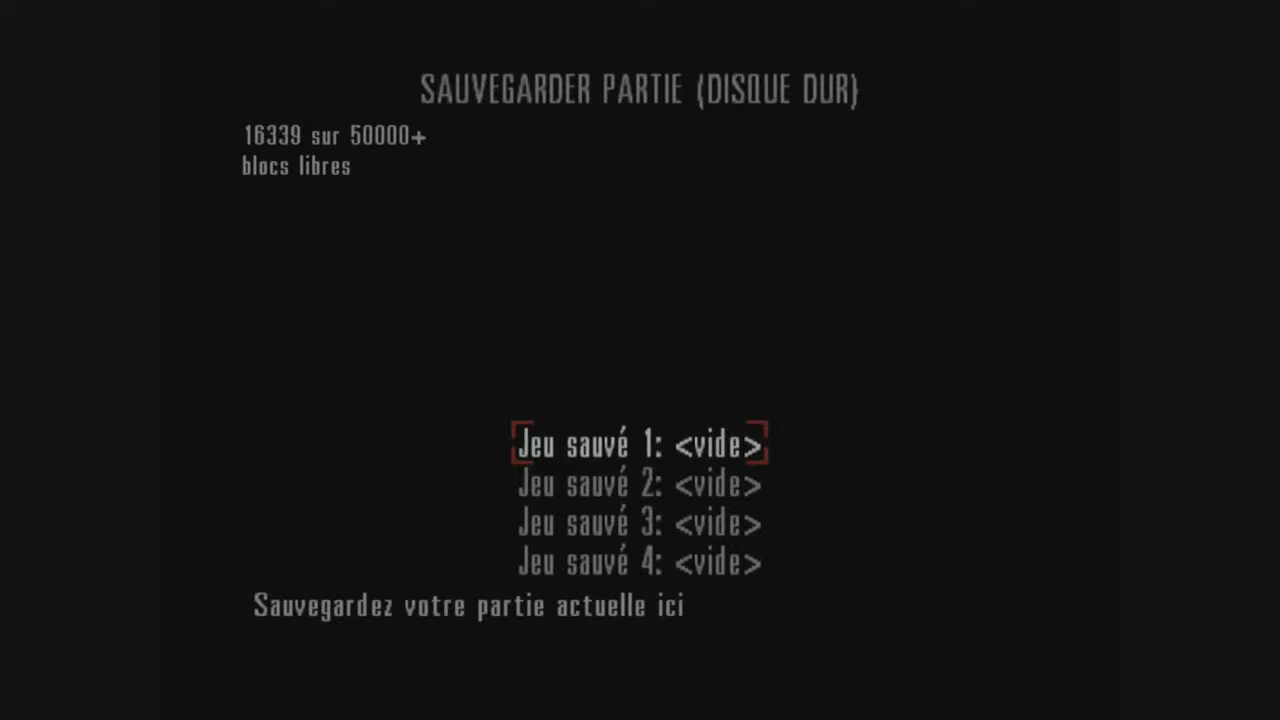 SAUVEGARDER PARTIE (DISQUE DUR)
16339 sur 50000+
blocs libres
Jeu sauvé 1: <vide>
Jeu sauvé 2: <vide>
Jeu sauvé 3: <vide>
Jeu sauvé 4: <vide>
Sauvegardez votre partie actuelle ici